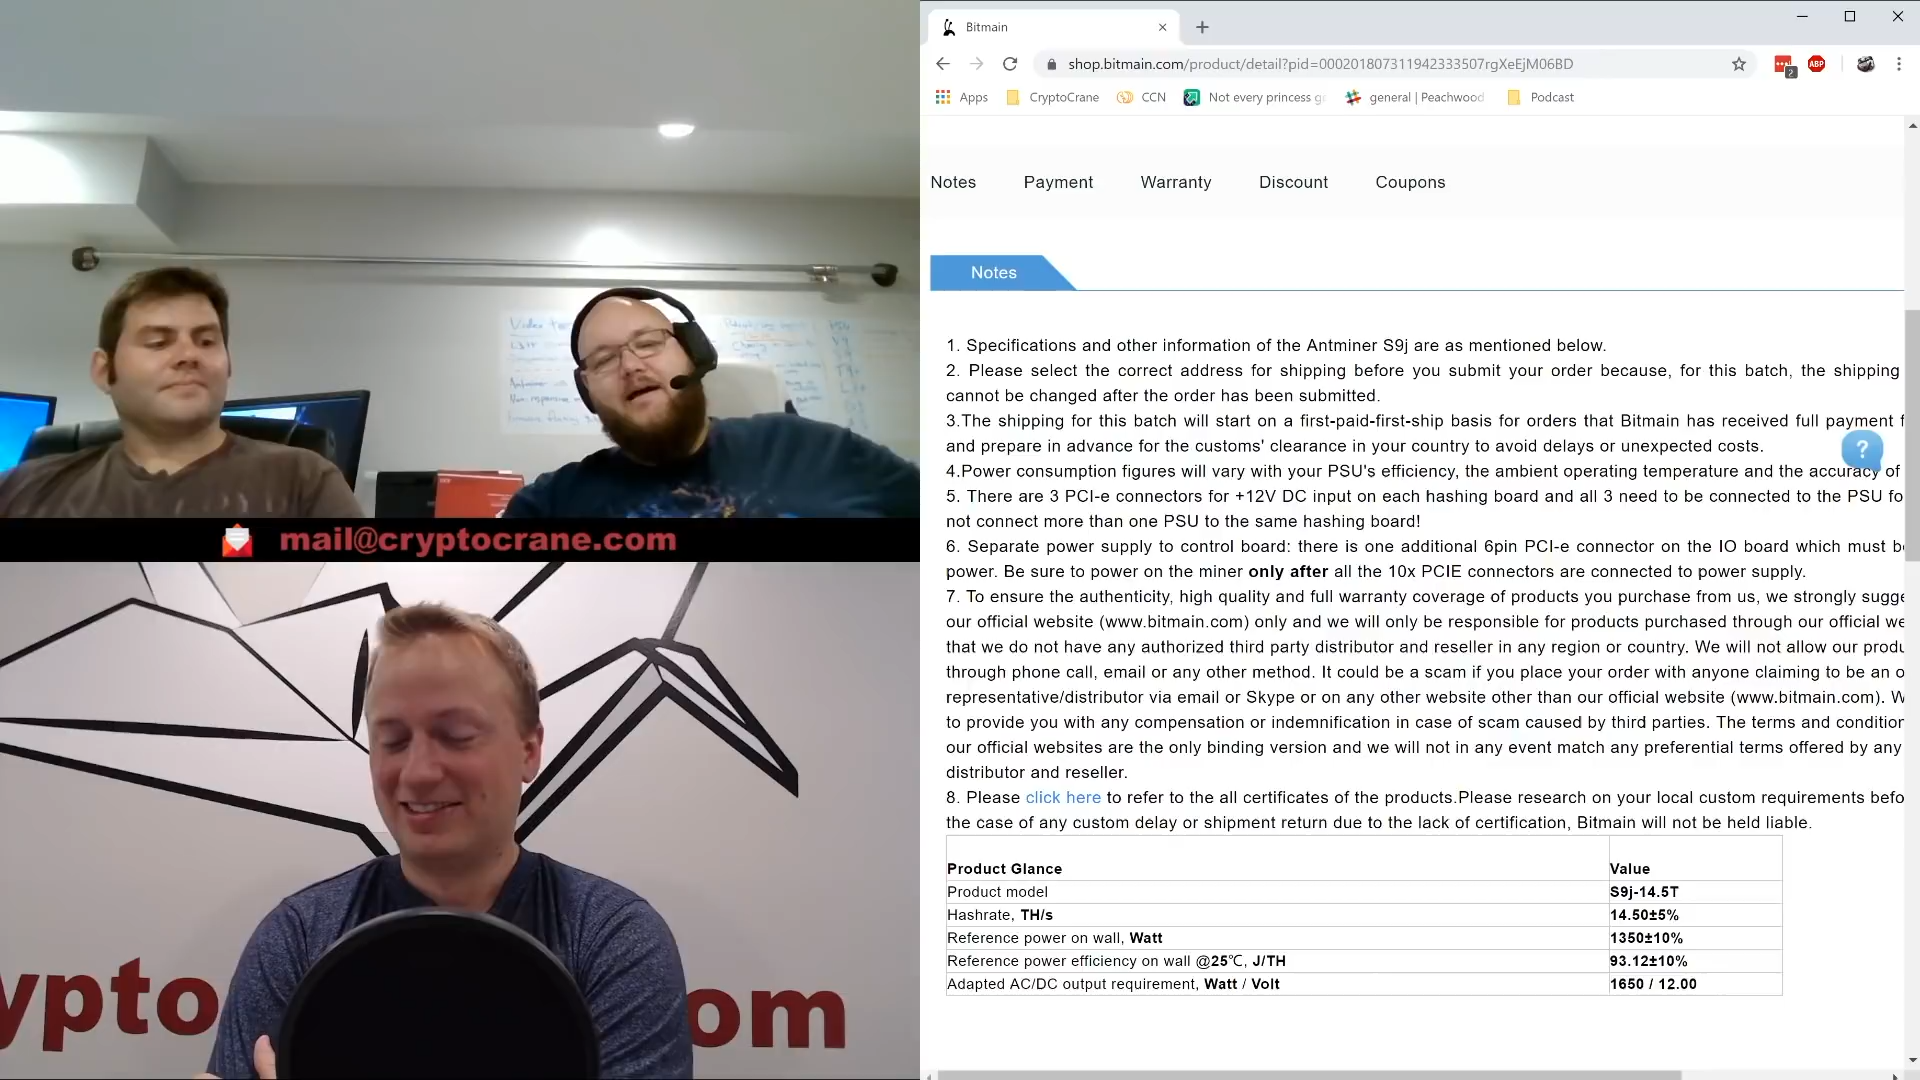 Bitmain
shop.bitmain.com/product/detail?pid=000201807311942333507rgXeEjM06BD
2
ABP
Apps
CryptoCrane
CCN
Not every princess g
general | Peachwood
Podcast
Notes
Payment
Warranty
Discount
Coupons
Notes
1. Specifications and other information of the Antminer S9j are as mentioned below.
2. Please select the correct address for shipping before you submit your order because, for this batch, the shipping
cannot be changed after the order has been submitted.
3.The shipping for this batch will start on a first-paid-first-ship basis for orders that Bitmain has received full payment f
and prepare in advance for the customs' clearance in your country to avoid delays or unexpected costs.
4.Power consumption figures will vary with your PSU's efficiency, the ambient operating temperature and the accuracy of
?
5. There are 3 PCI-e connectors for +12V DC input on each hashing board and all 3 need to be connected to the PSU fo
not connect more than one PSU to the same hashing board!
6. Separate power supply to control board: there is one additional 6pin PCI-e connector on the IO board which must be
power. Be sure to power on the miner only after all the 10x PCIE connectors are connected to power supply.
7. To ensure the authenticity, high quality and full warranty coverage of products you purchase from us, we strongly sugge
our official website (www.bitmain.com) only and we will only be responsible for products purchased through our official we
that we do not have any authorized third party distributor and reseller in any region or country. We will not allow our produ
through phone call, email or any other method. It could be a scam if you place your order with anyone claiming to be an o
representative/distributor via email or Skype or on any other website other than our official website (www.bitmain.com). W
to provide you with any compensation or indemnification in case of scam caused by third parties. The terms and condition
our official websites are the only binding version and we will not in any event match any preferential terms offered by any
distributor and reseller.
8. Please click here to refer to the all certificates of the products.Please research on your local custom requirements befo
the case of any custom delay or shipment return due to the lack of certification, Bitmain will not be held liable.
Product Glance Value
Product model S9j-14.5T
Hashrate, TH/s 14.50±5%
Reference power on wall, Watt 1350±10%
Reference power efficiency on wall @25℃, J/TH 93.12±10%
Adapted AC/DC output requirement, Watt / Volt 1650 / 12.00
mail@cryptocrane.com
ypto
om